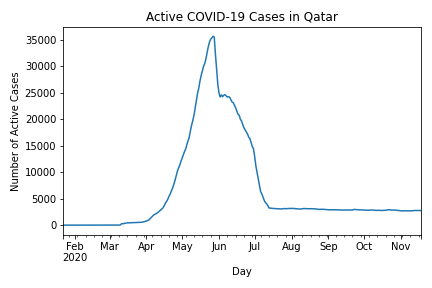 Active COVID-19 Cases in Qatar
35000
30000
25000
20000
15000
10000
5000
0
Number of Active Cases
Feb Mar Apr May Jun Jul Aug Sep Oct Nov
2020
Day